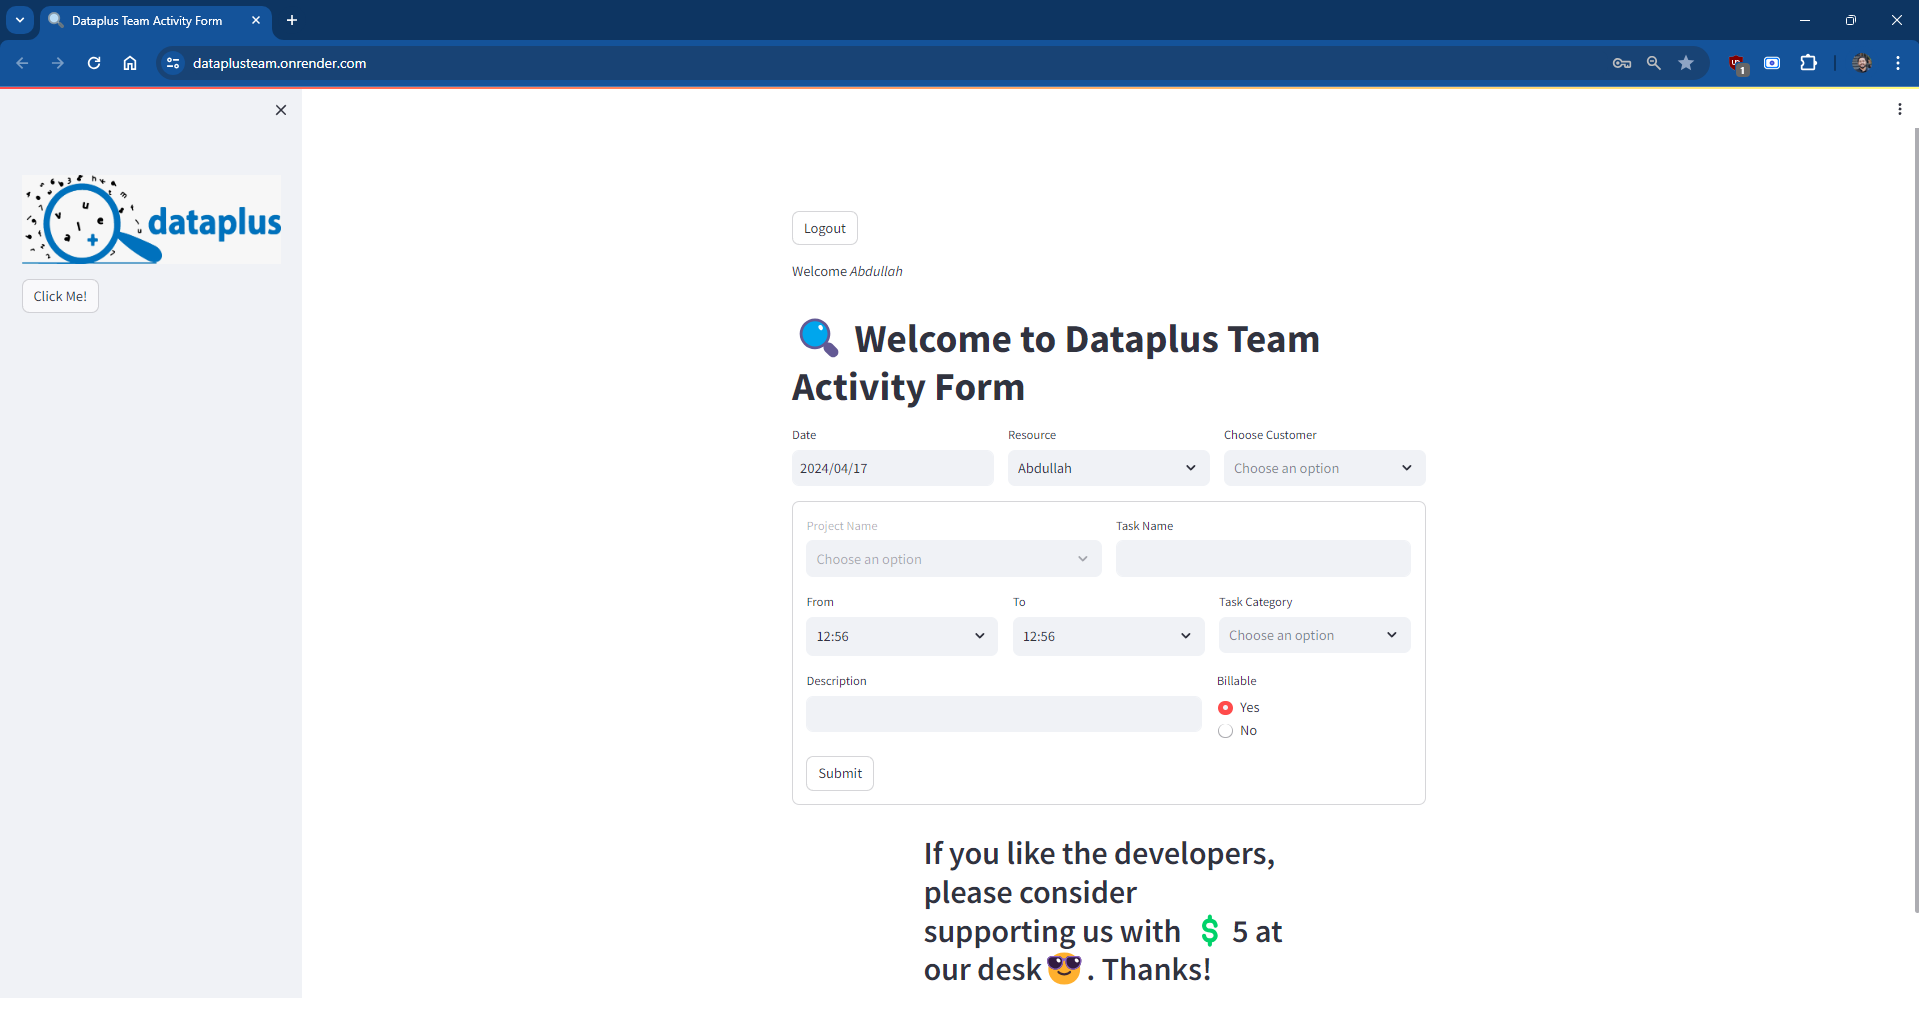 Dataplus Team Activity Form
dataplusteam.onrender.com
1
dataplus
Click Me!
Logout
Welcome Abdullah
Welcome to Dataplus Team
Activity Form
Date
Resource
Choose Customer
2024/04/17
Abdullah
Choose an option
Project Name
Task Name
Choose an option
From
To
Task Category
12:56
12:56
Choose an option
Description
Billable
Yes
No
Submit
If you like the developers,
please consider
supporting us with 💲 5 at
our desk😎. Thanks!